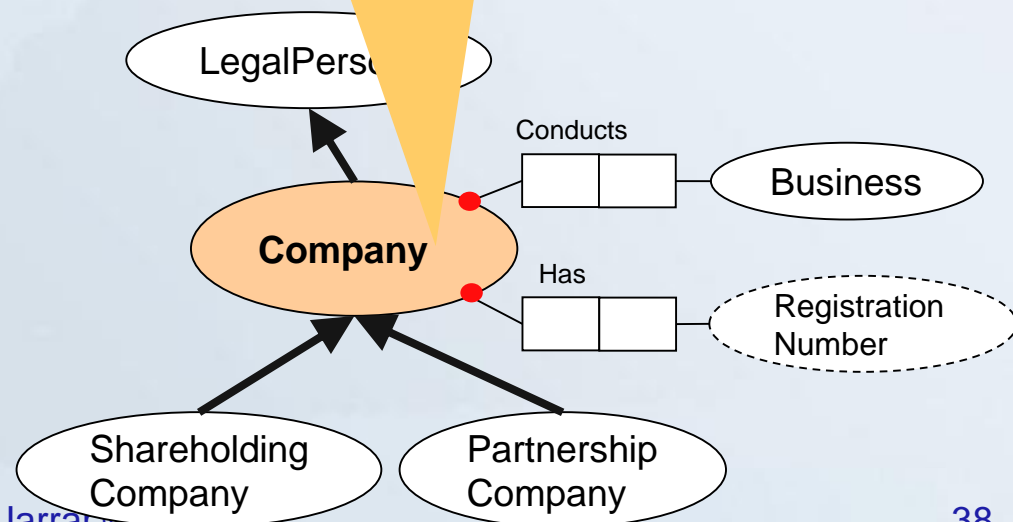 Conducts
Business
Company
Has
Registration
Number
Shareholding
Company
Partnership
Company
38